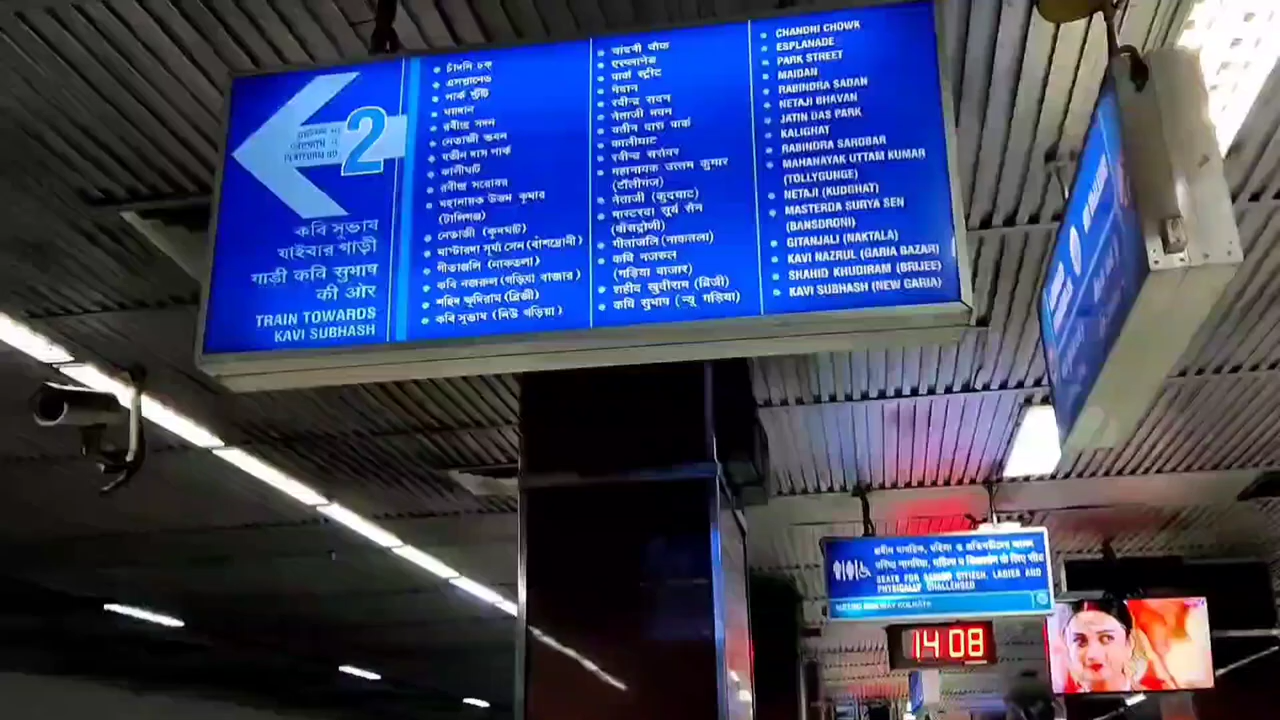 2
PLATFORM NO
কবি সুভাষ
যাইবার গাড়ী
गाड़ी कवि सुभाष
की ओर
TRAIN TOWARDS
KAVI SUBHASH
চাঁদনি চক্
এসপ্ল্যানেড
পার্ক স্ট্রীট
ময়দান
রবীন্দ্র সদন
নেতাজী ভবন
যতীন দাস পার্ক
কালীঘাট
রবীন্দ্র সরোবর
মহানায়ক উত্তম কুমার
(টালিগঞ্জ)
নেতাজী (কুদঘাট)
মাস্টারদা সূর্য্য সেন (বাঁশদ্রোনী)
গীতাঞ্জলি (নাকতলা)
কবি নজরুল (গড়িয়া বাজার)
শহিদ ক্ষুদিরাম (ব্রিজী)
কবি সুভাষ (নিউ গড়িয়া)
चांदनी चौक
एस्प्लानेड
पार्क स्ट्रीट
मैदान
रवीन्द्र सदन
नेताजी भवन
यतीन दास पार्क
कालीघाट
रवीन्द्र सरोवर
महानायक उत्तम कुमार
(टॉलीगंज)
नेताजी (कुदघाट)
मास्टरदा सूर्य सेन
(बाँसद्रोणी)
गीतांजलि (नाकतला)
कवि नजरुल
(गड़िया बाजार)
शहीद खुदीराम (ब्रिजी)
कवि सुभाष (न्यू गड़िया)
CHANDNI CHOWK
ESPLANADE
PARK STREET
MAIDAN
RABINDRA SADAN
NETAJI BHAVAN
JATIN DAS PARK
KALIGHAT
RABINDRA SAROBAR
MAHANAYAK UTTAM KUMAR
(TOLLYGUNGE)
NETAJI (KUDGHAT)
MASTERDA SURYA SEN
(BANSDRONI)
GITANJALI (NAKTALA)
KAVI NAZRUL (GARIA BAZAR)
SHAHID KHUDIRAM (BRIJEE)
KAVI SUBHASH (NEW GARIA)
SEATS FOR SENIOR CITIZEN, LADIES AND
PHYSICALLY CHALLENGED
METRO RAILWAY KOLKATA
14 08